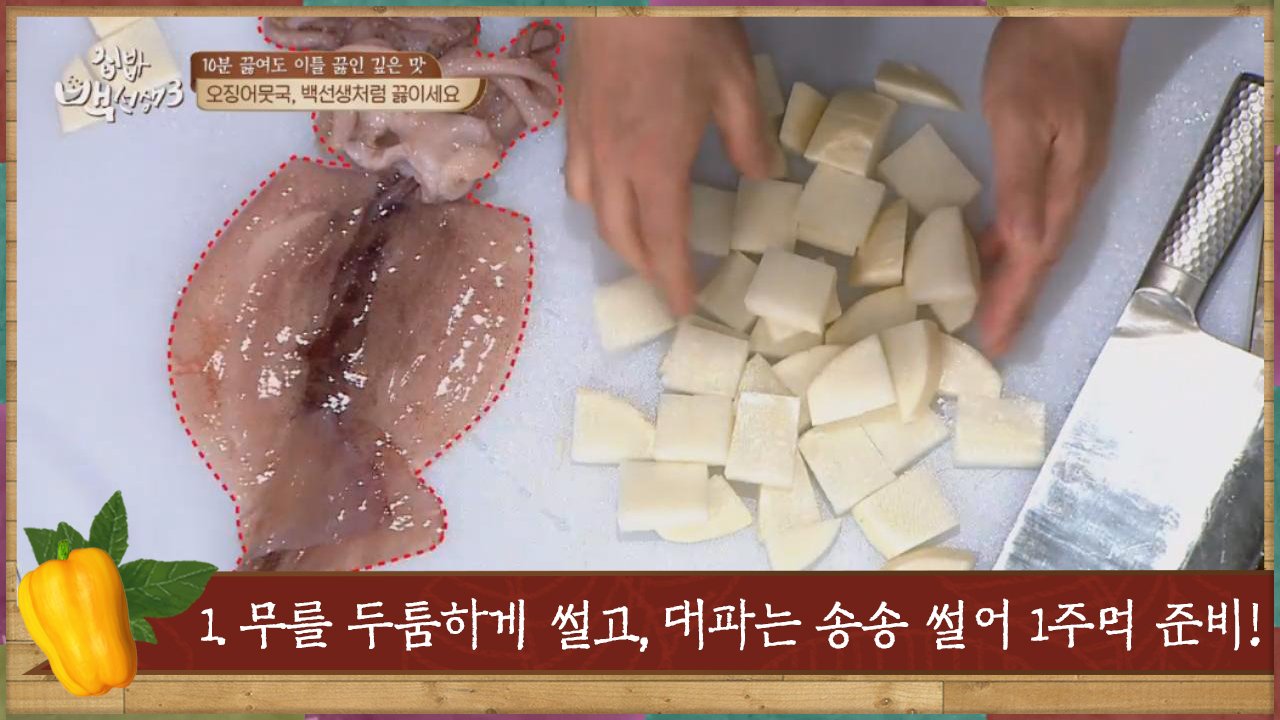 집밥
백선생3
10분 끓여도 이틀 끓인 깊은 맛
오징어뭇국, 백선생처럼 끓이세요
1. 무를 두툼하게 썰고, 대파는 송송 썰어 1주먹 준비!